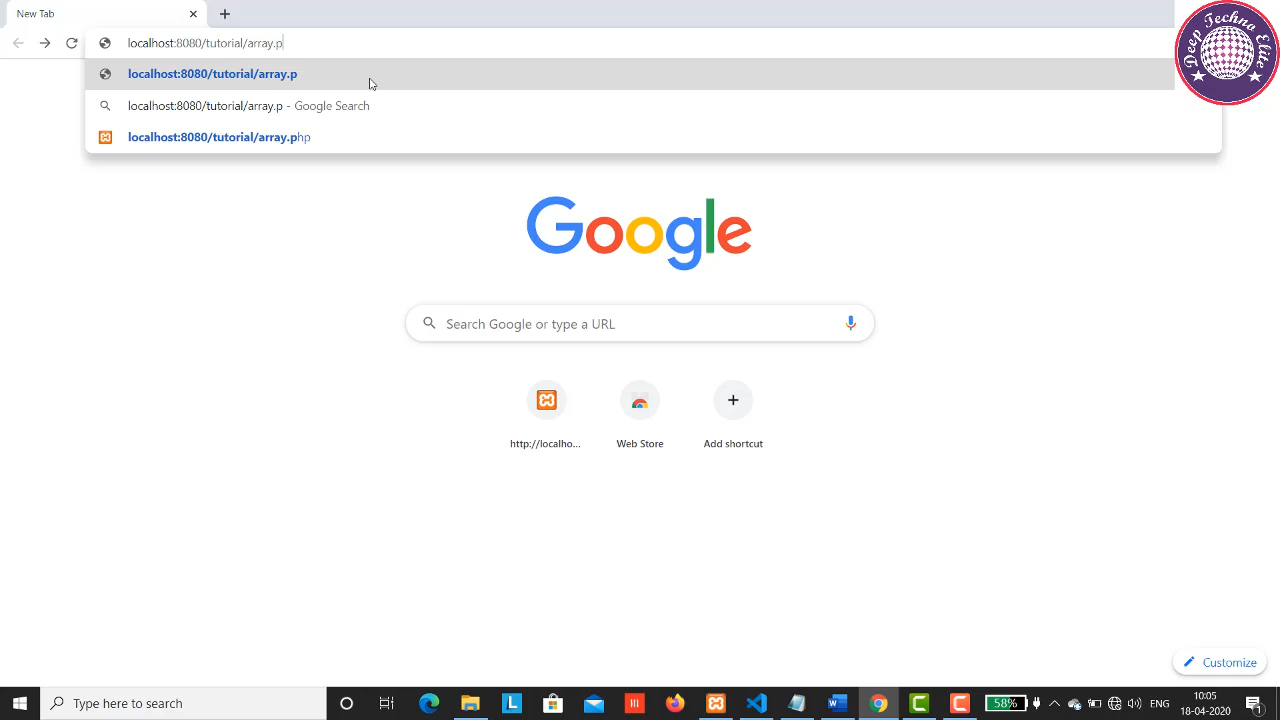 New Tab
localhost:8080/tutorial/array.p
localhost:8080/tutorial/array.p
localhost:8080/tutorial/array.p - Google Search
localhost:8080/tutorial/array.php
Deep Techno Elite
Google
Search Google or type a URL
http://localho...
Web Store
Add shortcut
Customize
Type here to search
58%
ENG
10:05
18-04-2020
1